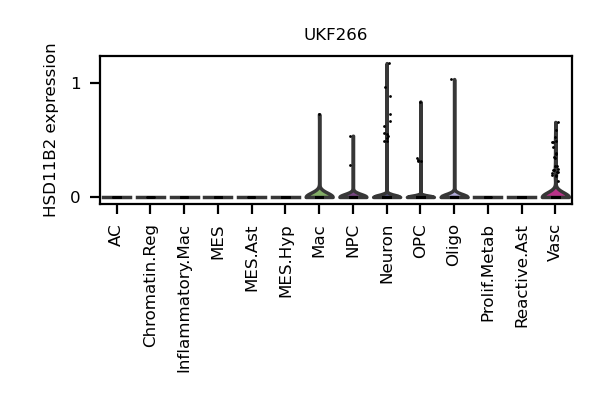 UKF266
HSD11B2 expression
1
0
AC
Chromatin.Reg
Inflammatory.Mac
MES
MES.Ast
MES.Hyp
Mac
NPC
Neuron
OPC
Oligo
Prolif.Metab
Reactive.Ast
Vasc